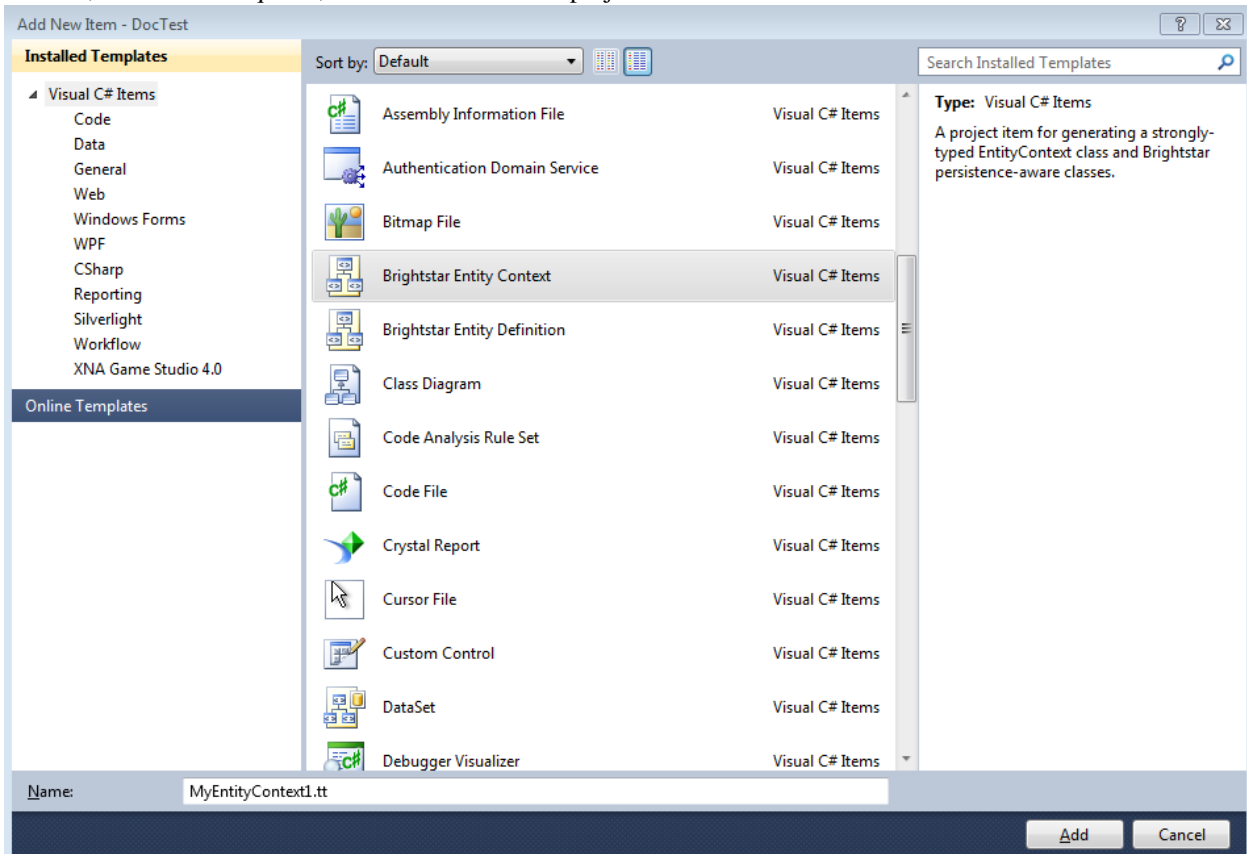 Add New Item - DocTest
Installed Templates
Sort by: Default
Search Installed Templates
Visual C# Items
Code
Data
General
Web
Windows Forms
WPF
CSharp
Reporting
Silverlight
Workflow
XNA Game Studio 4.0
Online Templates
Assembly Information File Visual C# Items
Authentication Domain Service Visual C# Items
Bitmap File Visual C# Items
Brightstar Entity Context Visual C# Items
Brightstar Entity Definition Visual C# Items
Class Diagram Visual C# Items
Code Analysis Rule Set Visual C# Items
Code File Visual C# Items
Crystal Report Visual C# Items
Cursor File Visual C# Items
Custom Control Visual C# Items
DataSet Visual C# Items
Debugger Visualizer Visual C# Items
Type: Visual C# Items
A project item for generating a strongly-
typed EntityContext class and Brightstar
persistence-aware classes.
Name: MyEntityContext1.tt
Add Cancel